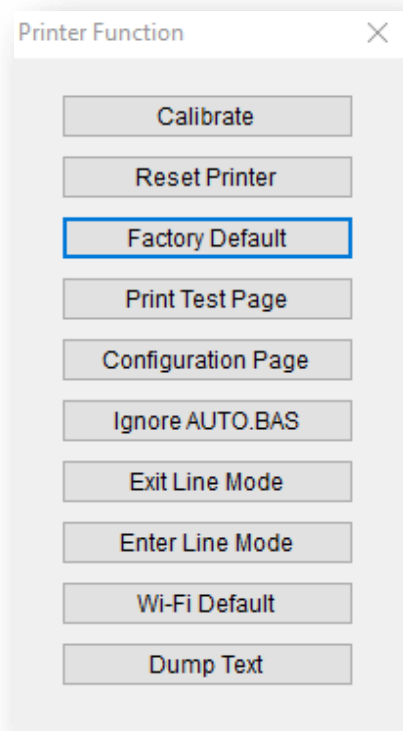 Printer Function
Calibrate
Reset Printer
Factory Default
Print Test Page
Configuration Page
Ignore AUTO.BAS
Exit Line Mode
Enter Line Mode
Wi-Fi Default
Dump Text